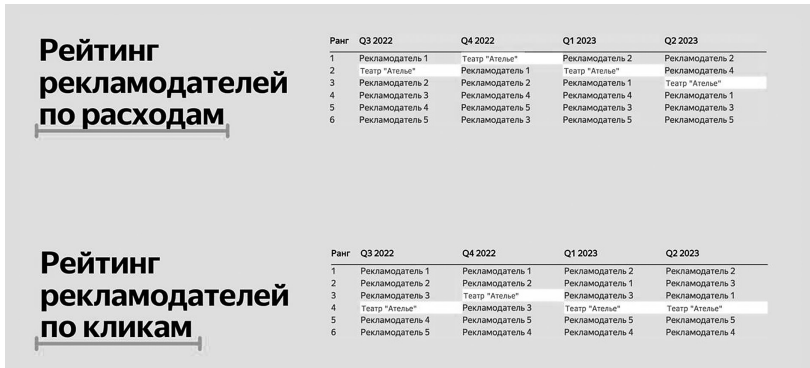 Рейтинг
рекламодателей
по расходам
Ранг Q3 2022 Q4 2022 Q1 2023 Q2 2023
1 Рекламодатель 1 Театр "Ателье" Рекламодатель 2 Рекламодатель 2
2 Театр "Ателье" Рекламодатель 1 Театр "Ателье" Рекламодатель 4
3 Рекламодатель 2 Рекламодатель 2 Рекламодатель 1 Театр "Ателье"
4 Рекламодатель 3 Рекламодатель 4 Рекламодатель 4 Рекламодатель 1
5 Рекламодатель 4 Рекламодатель 5 Рекламодатель 3 Рекламодатель 3
6 Рекламодатель 5 Рекламодатель 3 Рекламодатель 5 Рекламодатель 5
Рейтинг
рекламодателей
по кликам
Ранг Q3 2022 Q4 2022 Q1 2023 Q2 2023
1 Рекламодатель 1 Рекламодатель 1 Рекламодатель 2 Рекламодатель 2
2 Рекламодатель 2 Рекламодатель 2 Рекламодатель 1 Рекламодатель 3
3 Рекламодатель 3 Театр "Ателье" Рекламодатель 3 Рекламодатель 1
4 Театр "Ателье" Рекламодатель 3 Театр "Ателье" Театр "Ателье"
5 Рекламодатель 4 Рекламодатель 5 Рекламодатель 5 Рекламодатель 5
6 Рекламодатель 5 Рекламодатель 4 Рекламодатель 4 Рекламодатель 4